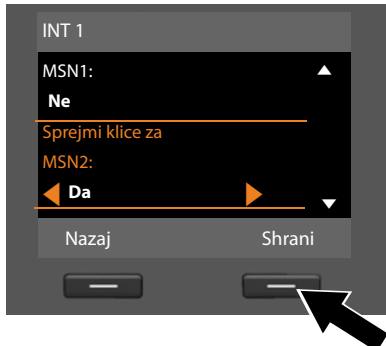 INT 1
MSN1:
Ne
Sprejmi klice za
MSN2:
Da
Nazaj Shrani